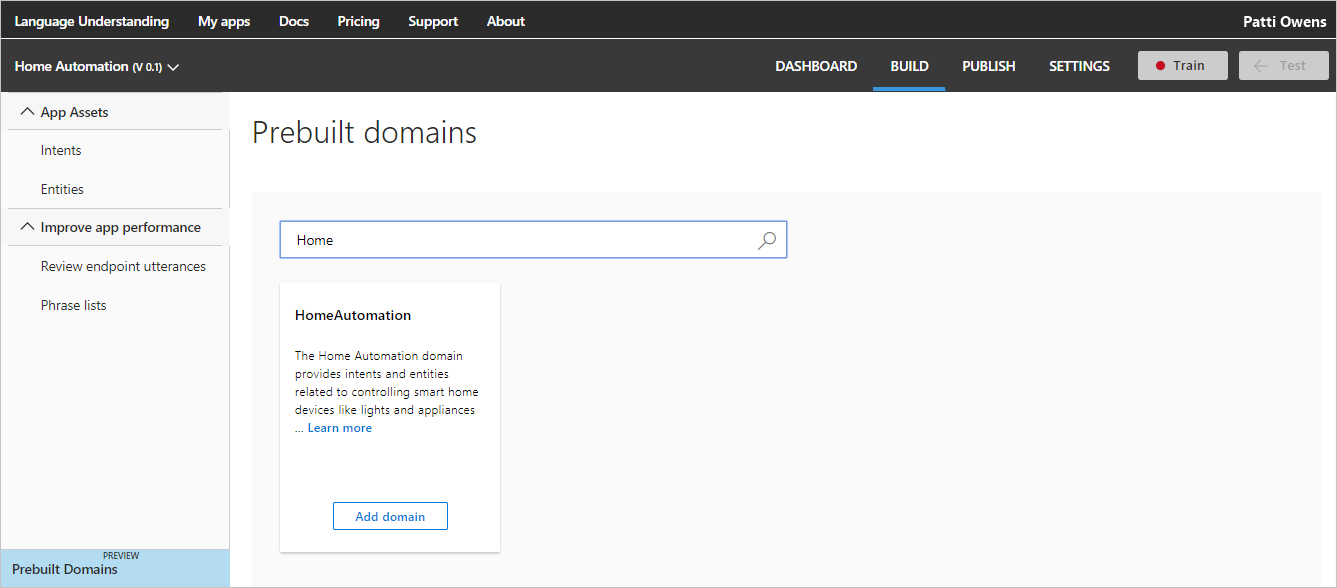 Language Understanding My apps Docs Pricing Support About Patti Owens
Home Automation (V 0.1) DASHBOARD BUILD PUBLISH SETTINGS Train Test
App Assets
Intents
Entities
Improve app performance
Review endpoint utterances
Phrase lists
PREVIEW
Prebuilt Domains
Prebuilt domains
Home
HomeAutomation
The Home Automation domain
provides intents and entities
related to controlling smart home
devices like lights and appliances
... Learn more
Add domain